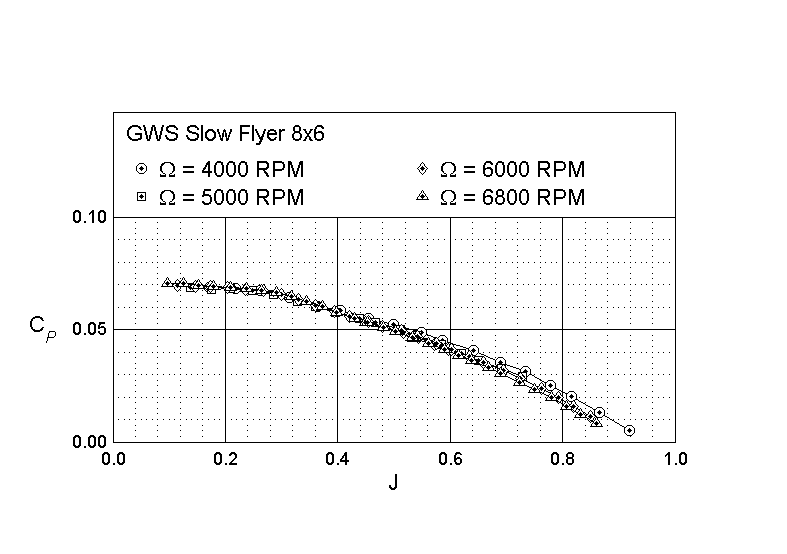 GWS Slow Flyer 8x6
Ω = 4000 RPM
Ω = 6000 RPM
Ω = 5000 RPM
Ω = 6800 RPM
0.10
0.05
0.00
CP
0.0 0.2 0.4 0.6 0.8 1.0
J